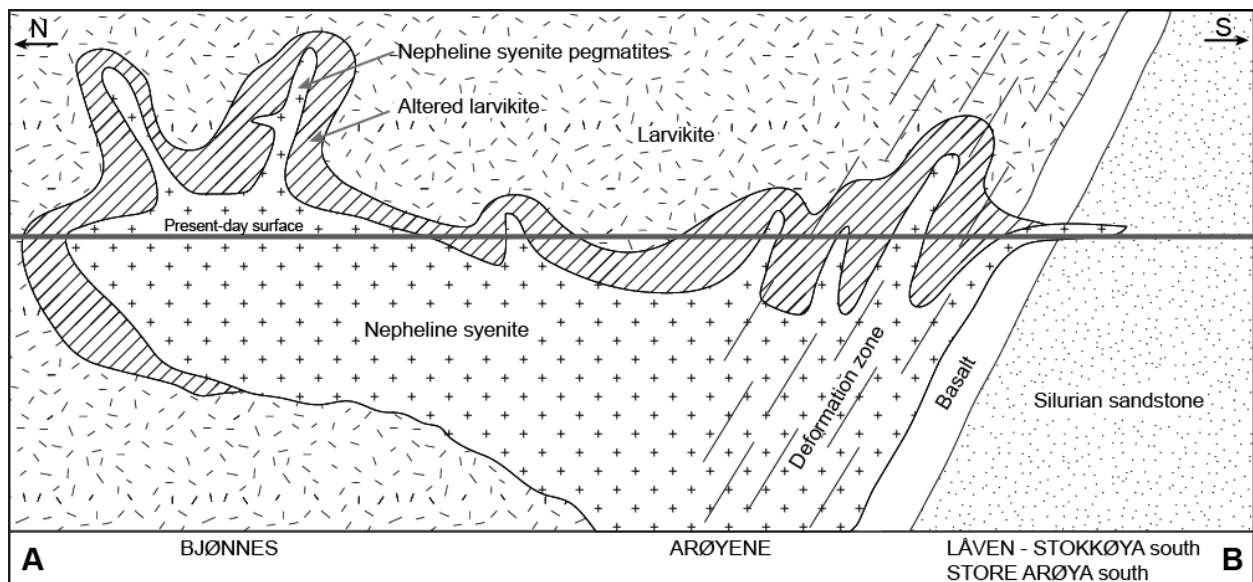 N
S
Nepheline syenite pegmatites
Altered larvikite
Larvikite
Present-day surface
Nepheline syenite
Deformation zone
Basalt
Silurian sandstone
A
BJØNNES
ARØYENE
LÅVEN - STOKKØYA south
STORE ARØYA south
B